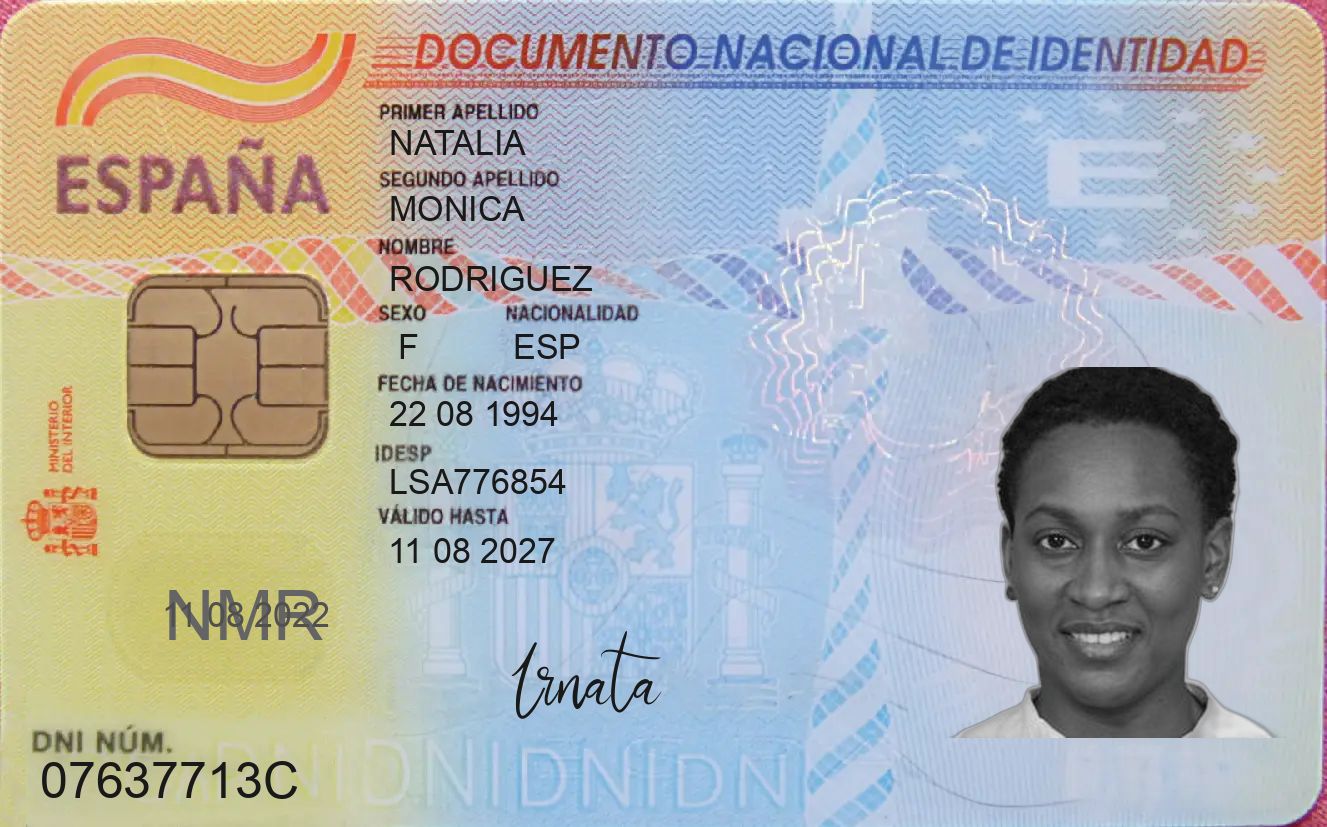 DOCUMENTO NACIONAL DE IDENTIDAD
ESPAÑA
PRIMER APELLIDO
NATALIA
SEGUNDO APELLIDO
MONICA
NOMBRE
RODRIGUEZ
SEXO NACIONALIDAD
F ESP
FECHA DE NACIMIENTO
22 08 1994
IDESP
LSA776854
VÁLIDO HASTA
11 08 2027
MINISTERIO
DEL INTERIOR
E
NMR
11 08 2022
DNI NÚM.
07637713C
DNIDNIDNIDNI